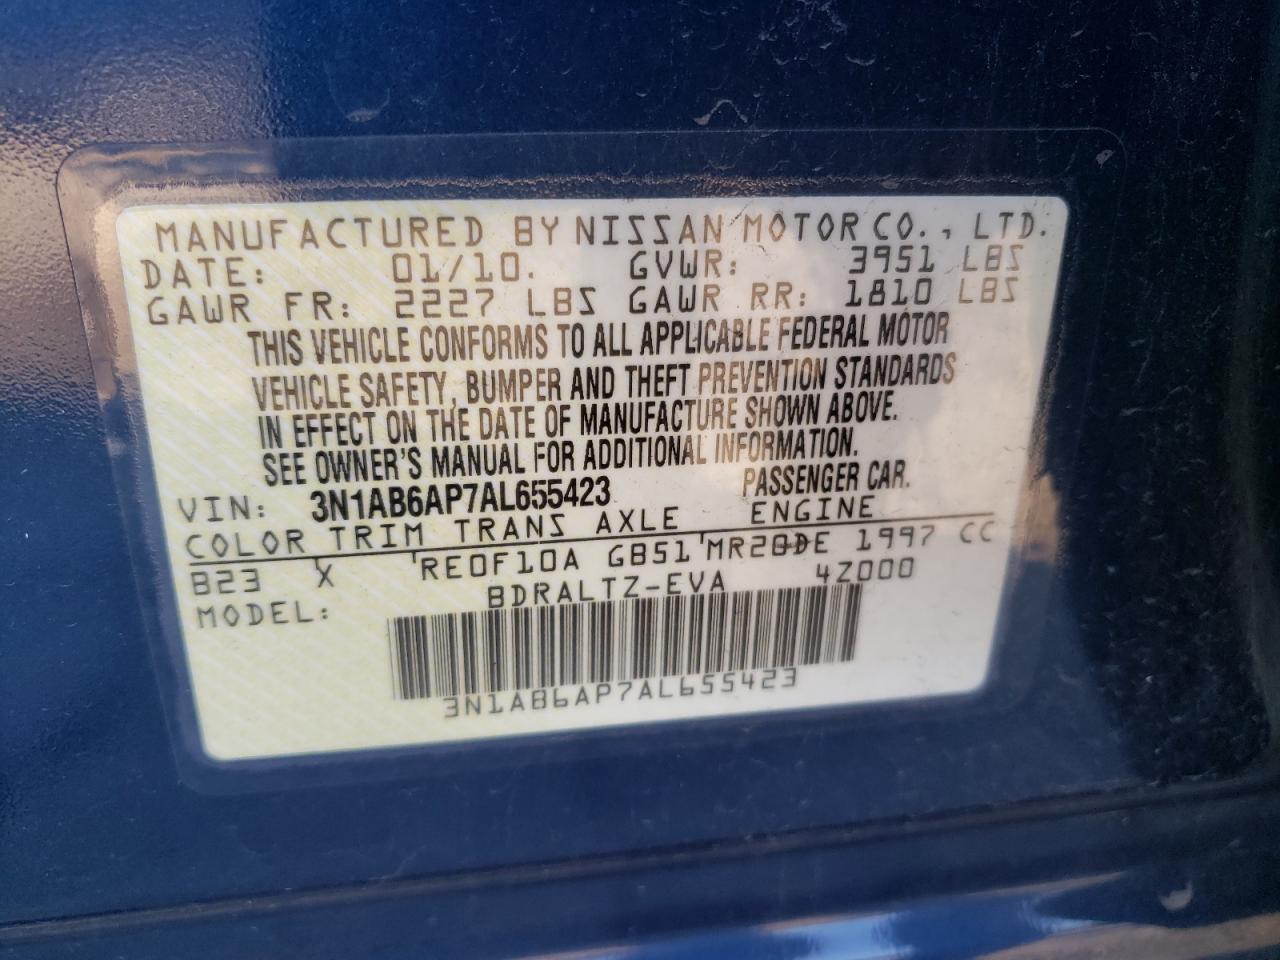 MANUFACTURED BY NISSAN MOTOR CO., LTD.
DATE: 01/10. GVWR: 3951 LBS
GAWR FR: 2227 LBS GAWR RR: 1810 LBS
THIS VEHICLE CONFORMS TO ALL APPLICABLE FEDERAL MOTOR
VEHICLE SAFETY, BUMPER AND THEFT PREVENTION STANDARDS
IN EFFECT ON THE DATE OF MANUFACTURE SHOWN ABOVE.
SEE OWNER'S MANUAL FOR ADDITIONAL INFORMATION.
VIN: 3N1AB6AP7AL655423 PASSENGER CAR.
COLOR TRIM TRANS AXLE ENGINE
B23 X RE0F10A GB51 MR20DE 1997 CC
MODEL: BDRALTZ-EVA 4Z000
3N1AB6AP7AL655423